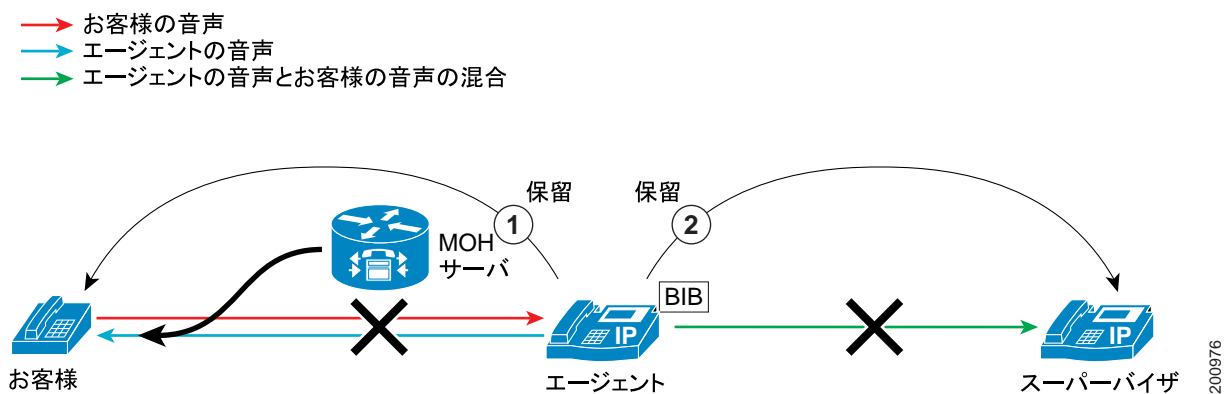 お客様の音声
エージェントの音声
エージェントの音声とお客様の音声の混合
保留
1
保留
2
MOH
サーバ
BIB
IP
IP
お客様
エージェント
スーパーバイザ
200976